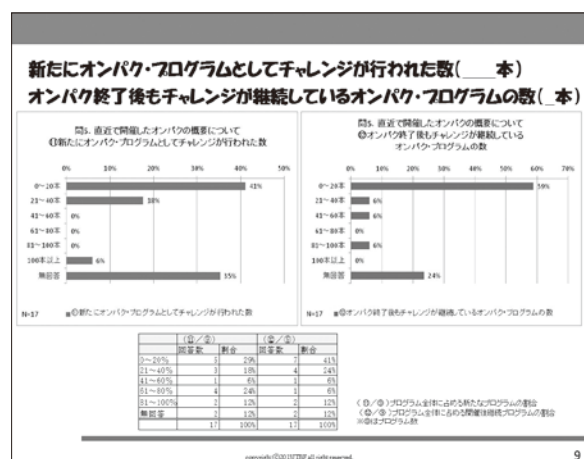 新たにオンパク・プログラムとしてチャレンジが行われた数(___本)
オンパク終了後もチャレンジが継続しているオンパク・プログラムの数(_本)
問5. 直近で開催したオンパクの概要について
⑪新たにオンパク・プログラムとしてチャレンジが行われた数
0% 10% 20% 30% 40% 50%
0～20本 41%
21～40本 18%
41～60本 0%
61～80本 0%
81～100本 0%
100本以上 6%
無回答 35%
N=17 ■⑪新たにオンパク・プログラムとしてチャレンジが行われた数
問5. 直近で開催したオンパクの概要について
⑫オンパク終了後もチャレンジが継続している
オンパク・プログラムの数
0% 10% 20% 30% 40% 50% 60% 70%
0～20本 59%
21～40本 6%
41～60本 6%
61～80本 0%
81～100本 6%
100本以上 0%
無回答 24%
N=17 ■⑫オンパク終了後もチャレンジが継続しているオンパク・プログラムの数
回答数 割合 回答数 割合
0～20% 5 29% 7 41%
21～40% 3 18% 4 24%
41～60% 1 6% 1 6%
61～80% 4 24% 1 6%
81～100% 2 12% 2 12%
無回答 2 12% 2 12%
17 100% 17 100%
プログラム全体に占める新たなプログラムの割合
プログラム全体に占める開催後継続プログラムの割合
はプログラム数
copyright all right reserved.
9